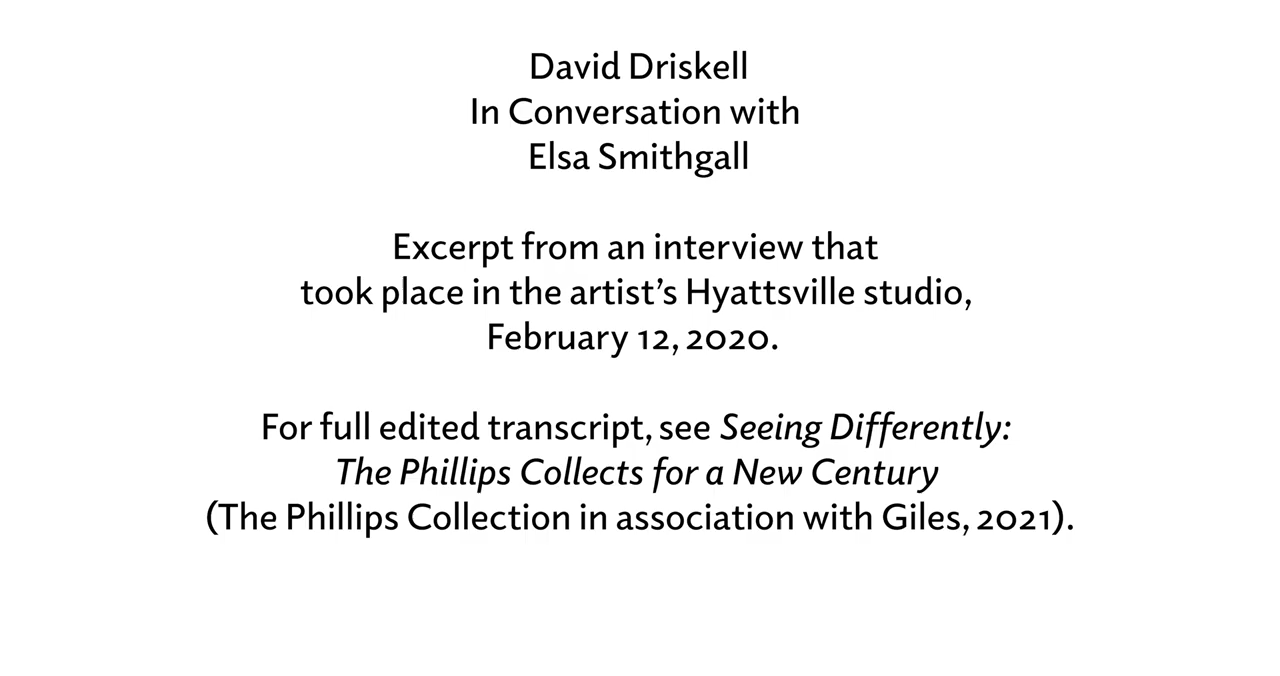 David Driskell
In Conversation with
Elsa Smithgall
Excerpt from an interview that
took place in the artist’s Hyattsville studio,
February 12, 2020.
For full edited transcript, see Seeing Differently:
The Phillips Collects for a New Century
(The Phillips Collection in association with Giles, 2021).